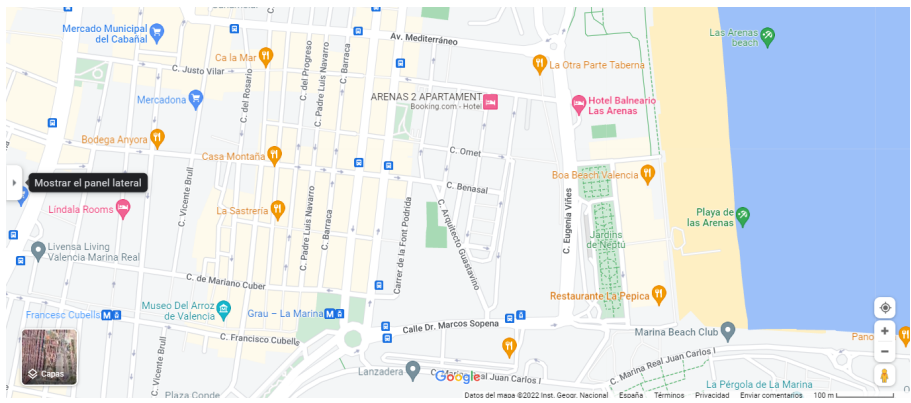 Mercado Municipal
del Cabañal
Ca la Mar
C. Justo Vilar
Mercadona
Bodega Anyora
Casa Montaña
C. del Rosario
C. del Progreso
C. Padre Luis Navarro
C. Barraca
Av. Mediterráneo
La Otra Parte Taberna
Las Arenas
beach
ARENAS 2 APARTAMENT
Booking.com - Hotel
Hotel Balneario
Las Arenas
C. Omet
C. Benasal
Boa Beach Valencia
Mostrar el panel lateral
Líndala Rooms
C. Vicente Brull
La Sastrería
C. Padre Luis Navarro
C. Barraca
Carrer de la Font Podrida
C. Arquitecto Guastavino
C. Eugenia Viñes
Jardins
de Neptú
Playa de
las Arenas
Livensa Living
Valencia Marina Real
C. de Mariano Cuber
Restaurante La Pepica
Museo Del Arroz
de Valencia
Francesc Cubells
Grau – La Marina
Calle Dr. Marcos Sopena
C. Francisco Cubells
Marina Beach Club
C. Vicente Brull
Capas
Lanzadera
Google
C. Marina Real Juan Carlos I
C. Marina Real Juan Carlos I
La Pérgola de La Marina
Plaza Conde
Datos del mapa ©2022 Inst. Geogr. Nacional España Términos Privacidad Enviar comentarios 100 m